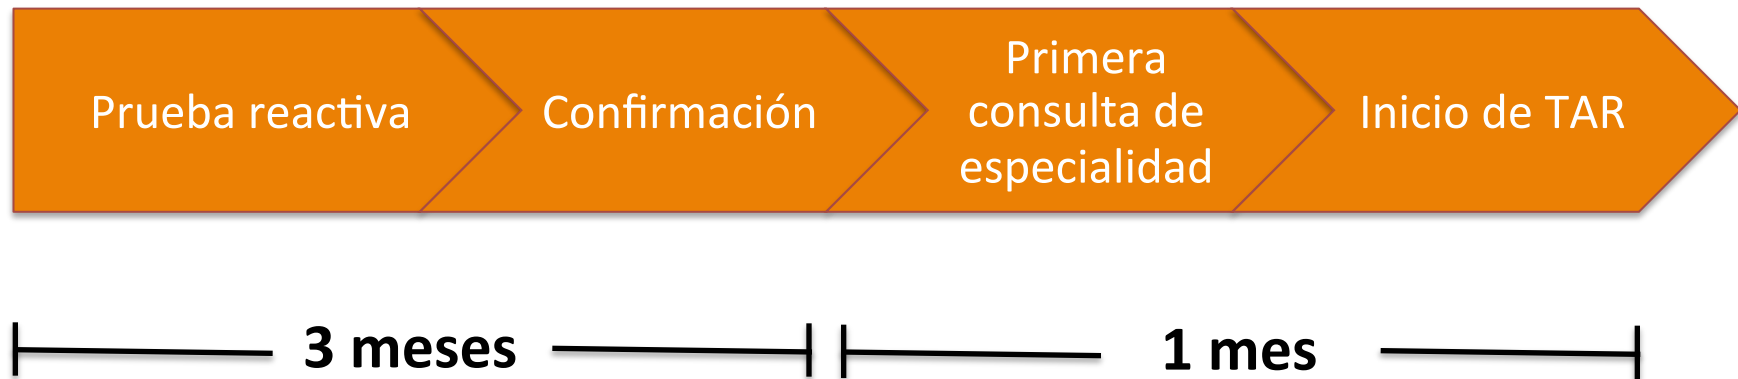 Prueba reactiva
Confirmación
Primera
consulta de
especialidad
Inicio de TAR
3 meses
1 mes